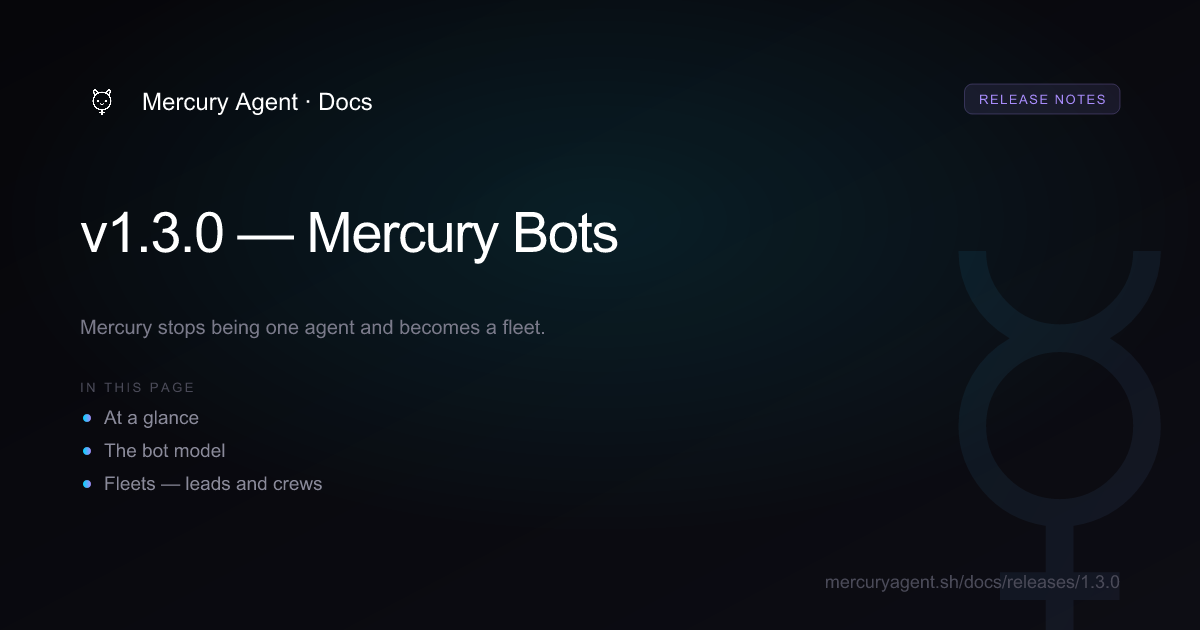 Mercury Agent · Docs
RELEASE NOTES
v1.3.0 — Mercury Bots
Mercury stops being one agent and becomes a fleet.
IN THIS PAGE
At a glance
The bot model
Fleets — leads and crews
mercuryagent.sh/docs/releases/1.3.0